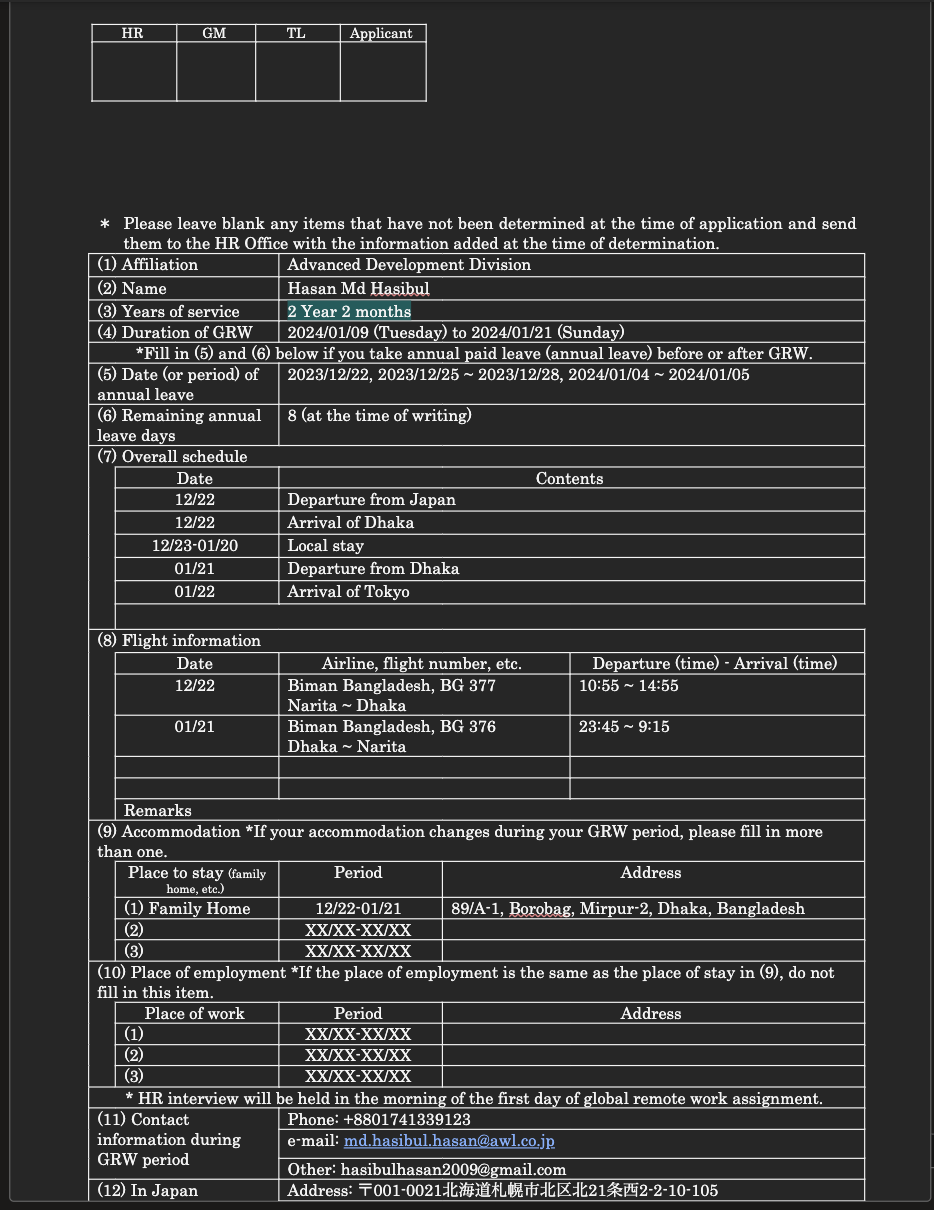 HR GM TL Applicant
* Please leave blank any items that have not been determined at the time of application and send
them to the HR Office with the information added at the time of determination.
(1) Affiliation Advanced Development Division
(2) Name Hasan Md Hasibul
(3) Years of service 2 Year 2 months
(4) Duration of GRW 2024/01/09 (Tuesday) to 2024/01/21 (Sunday)
*Fill in (5) and (6) below if you take annual paid leave (annual leave) before or after GRW.
(5) Date (or period) of 2023/12/22, 2023/12/25 ~ 2023/12/28, 2024/01/04 ~ 2024/01/05
annual leave
(6) Remaining annual 8 (at the time of writing)
leave days
(7) Overall schedule
Date Contents
12/22 Departure from Japan
12/22 Arrival of Dhaka
12/23-01/20 Local stay
01/21 Departure from Dhaka
01/22 Arrival of Tokyo
(8) Flight information
Date Airline, flight number, etc. Departure (time) - Arrival (time)
12/22 Biman Bangladesh, BG 377 10:55 ~ 14:55
Narita ~ Dhaka
01/21 Biman Bangladesh, BG 376 23:45 ~ 9:15
Dhaka ~ Narita
Remarks
(9) Accommodation *If your accommodation changes during your GRW period, please fill in more
than one.
Place to stay (family Period Address
home, etc.)
(1) Family Home 12/22-01/21 89/A-1, Borobag, Mirpur-2, Dhaka, Bangladesh
(2) XX/XX-XX/XX
(3) XX/XX-XX/XX
(10) Place of employment *If the place of employment is the same as the place of stay in (9), do not
fill in this item.
Place of work Period Address
(1) XX/XX-XX/XX
(2) XX/XX-XX/XX
(3) XX/XX-XX/XX
* HR interview will be held in the morning of the first day of global remote work assignment.
(11) Contact Phone: +8801741339123
information during e-mail: md.hasibul.hasan@awl.co.jp
GRW period
Other: hasibulhasan2009@gmail.com
(12) In Japan Address: 〒001-0021北海道札幌市北区北21条西2-2-10-105